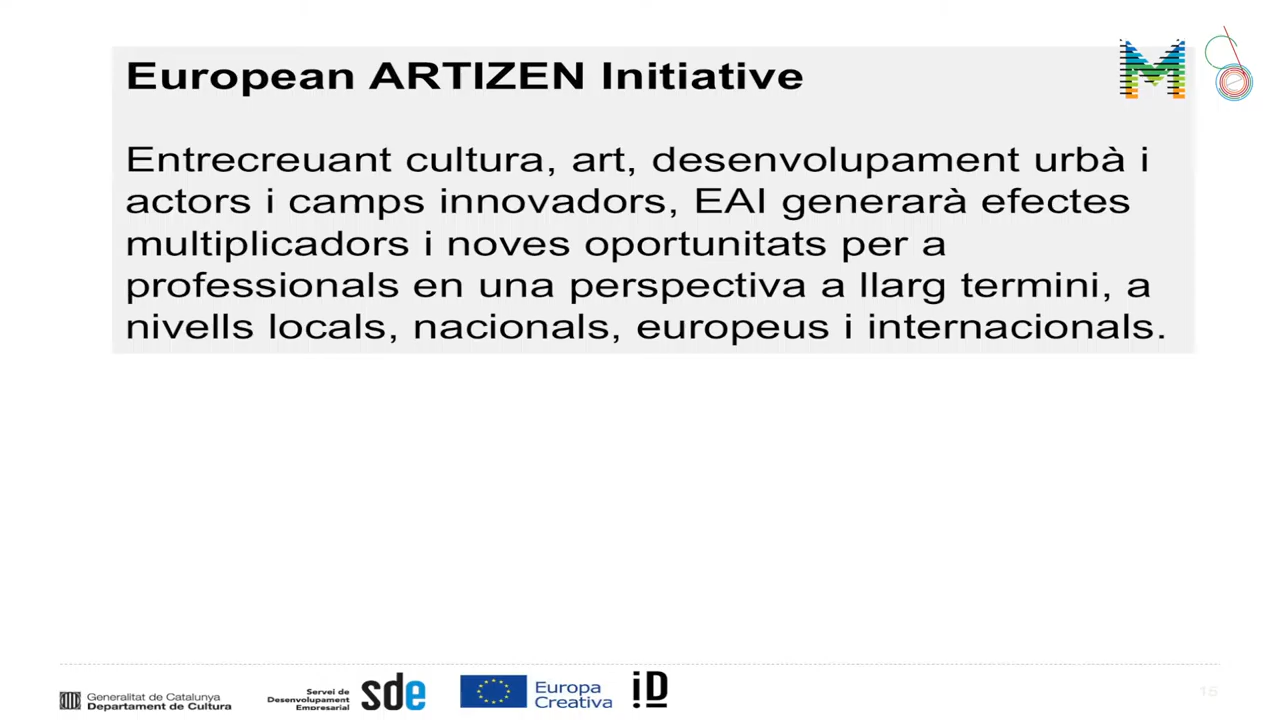 European ARTIZEN Initiative
Entrecreuant cultura, art, desenvolupament urbà i
actors i camps innovadors, EAI generarà efectes
multiplicadors i noves oportunitats per a
professionals en una perspectiva a llarg termini, a
nivells locals, nacionals, europeus i internacionals.
Generalitat de Catalunya
Departament de Cultura
Servei de
Desenvolupament
Empresarial
sde
Europa
Creativa
iD
15